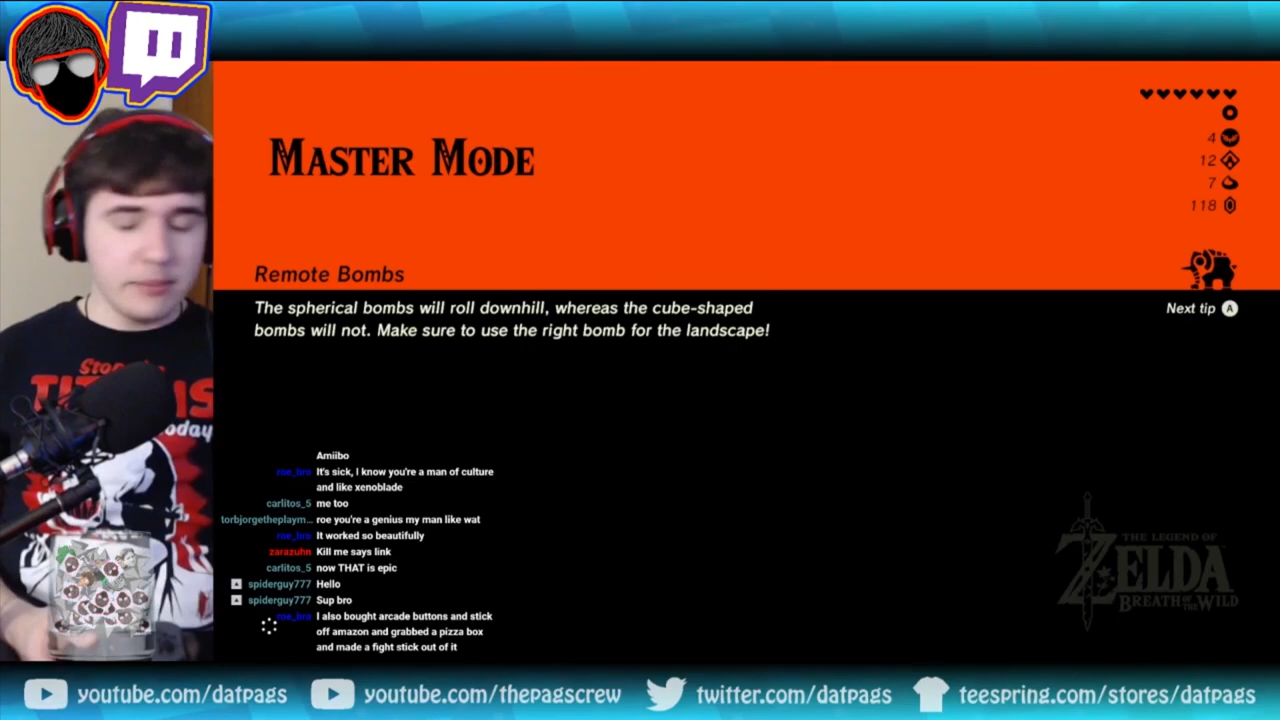 MASTER MODE
4
12
7
118
Remote Bombs
The spherical bombs will roll downhill, whereas the cube-shaped
bombs will not. Make sure to use the right bomb for the landscape!
Next tip A
Amiibo
roe_bro It's sick, I know you're a man of culture
and like xenoblade
carlitos_5 me too
torbjorgetheplaym... roe you're a genius my man like wat
roe_bro It worked so beautifully
zarazuhn Kill me says link
carlitos_5 now THAT is epic
spiderguy777 Hello
spiderguy777 Sup bro
roe_bro I also bought arcade buttons and stick
off amazon and grabbed a pizza box
and made a fight stick out of it
THE LEGEND OF
ZELDA
BREATH OF THE WILD
oday
youtube.com/datpags
youtube.com/thepagscrew
twitter.com/datpags
teespring.com/stores/datpags